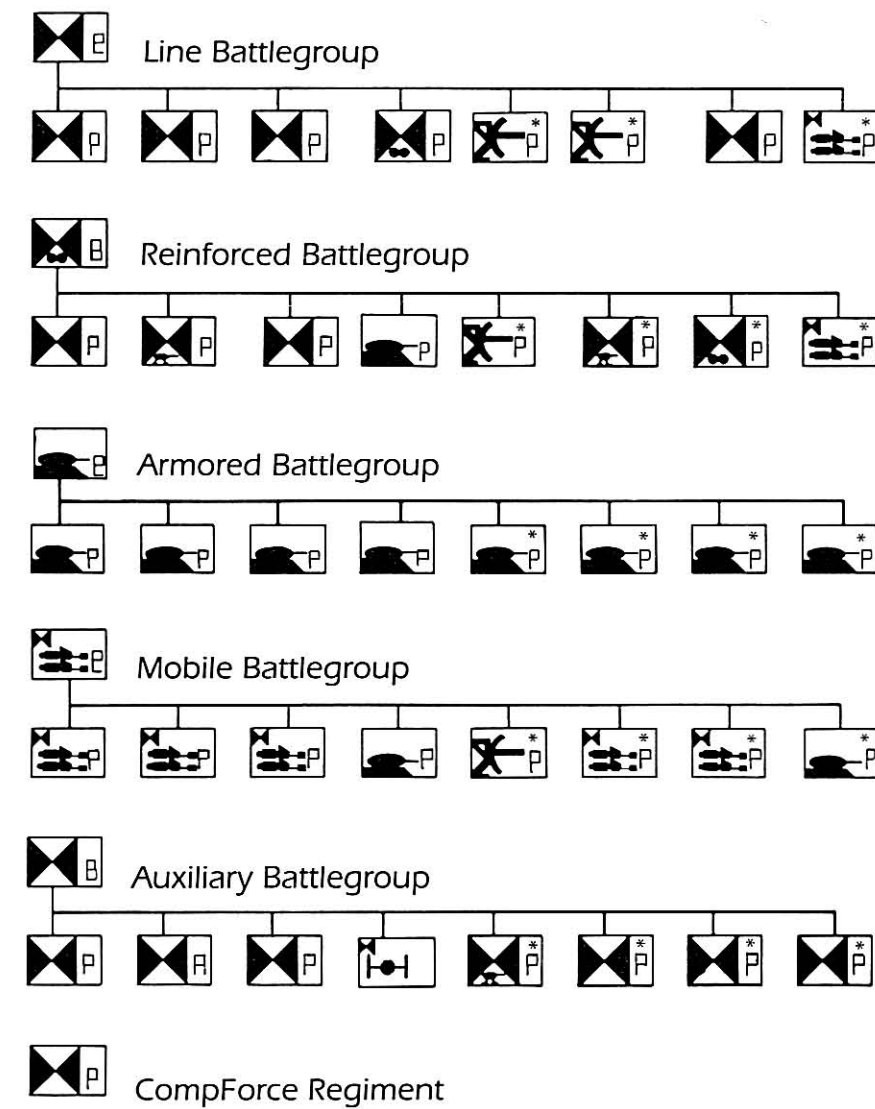 Line Battlegroup
P P P P * P * P P * P
B Reinforced Battlegroup
P P P P * P * P * P * P
Armored Battlegroup
P P P P * P * P * P * P
Mobile Battlegroup
P P P P * P * P * P * P
B Auxiliary Battlegroup
P A P * P * P * P * P
P CompForce Regiment